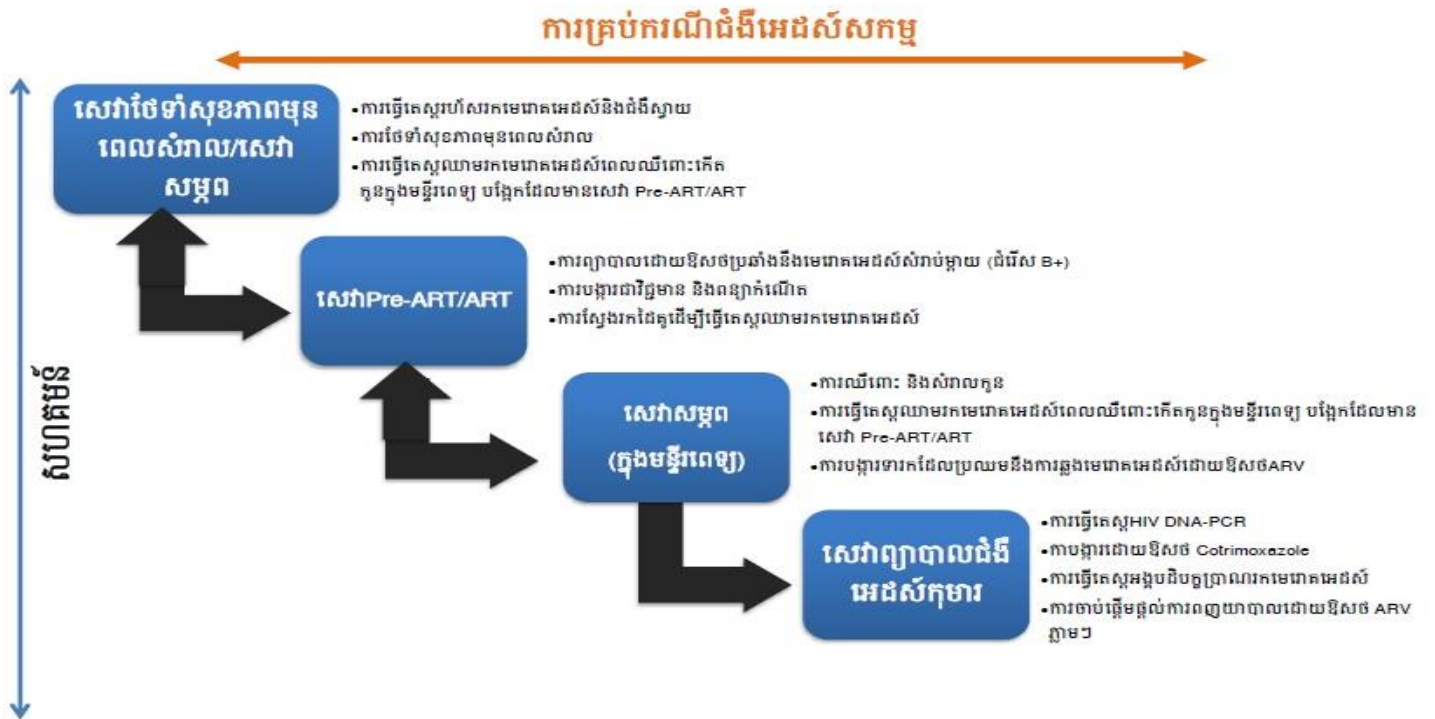 ការគ្រប់ករណីជំងឺអេដស៍សកម្ម
សេវាថែទាំសុខភាពមុន
ពេលសំរាល/សេវា
សម្ភព
•ការធ្វើតេស្តរហ័សរកមេរោគអេដស៍និងជំងឺស្វាយ
•ការថែទាំសុខភាពមុនពេលសំរាល
•ការធ្វើតេស្តឈាមរកមេរោគអេដស៍ពេលឈឺពោះកើត
កូនក្នុងមន្ទីរពេទ្យ បង្អែកដែលមានសេវា Pre-ART/ART
សេវាPre-ART/ART
•ការព្យាបាលដោយឱសថប្រឆាំងនឹងមេរោគអេដស៍សំរាប់ម្តាយ (ជំរើស B+)
•ការបង្ការជាវិជ្ជមាន និងពន្យាកំណើត
•ការស្វែងរកដៃគូដើម្បីធ្វើតេស្តឈាមរកមេរោគអេដស៍
សហគមន៍
សេវាសម្ភព
(ក្នុងមន្ទីរពេទ្យ)
•ការឈឺពោះ និងសំរាលកូន
•ការធ្វើតេស្តឈាមរកមេរោគអេដស៍ពេលឈឺពោះកើតកូនក្នុងមន្ទីរពេទ្យ បង្អែកដែលមាន
សេវា Pre-ART/ART
•ការបង្ការទារកដែលប្រឈមនឹងការឆ្លងមេរោគអេដស៍ដោយឱសថARV
សេវាព្យាបាលជំងឺ
អេដស៍កុមារ
•ការធ្វើតេស្តHIV DNA-PCR
•កាបង្ការដោយឱសថ Cotrimoxazole
•ការធ្វើតេស្តអង្គបដិបក្ខប្រាណរកមេរោគអេដស៍
•ការចាប់ផ្តើមផ្តល់ការពញយាបាលដោយឱសថ ARV
ភ្លាមៗ